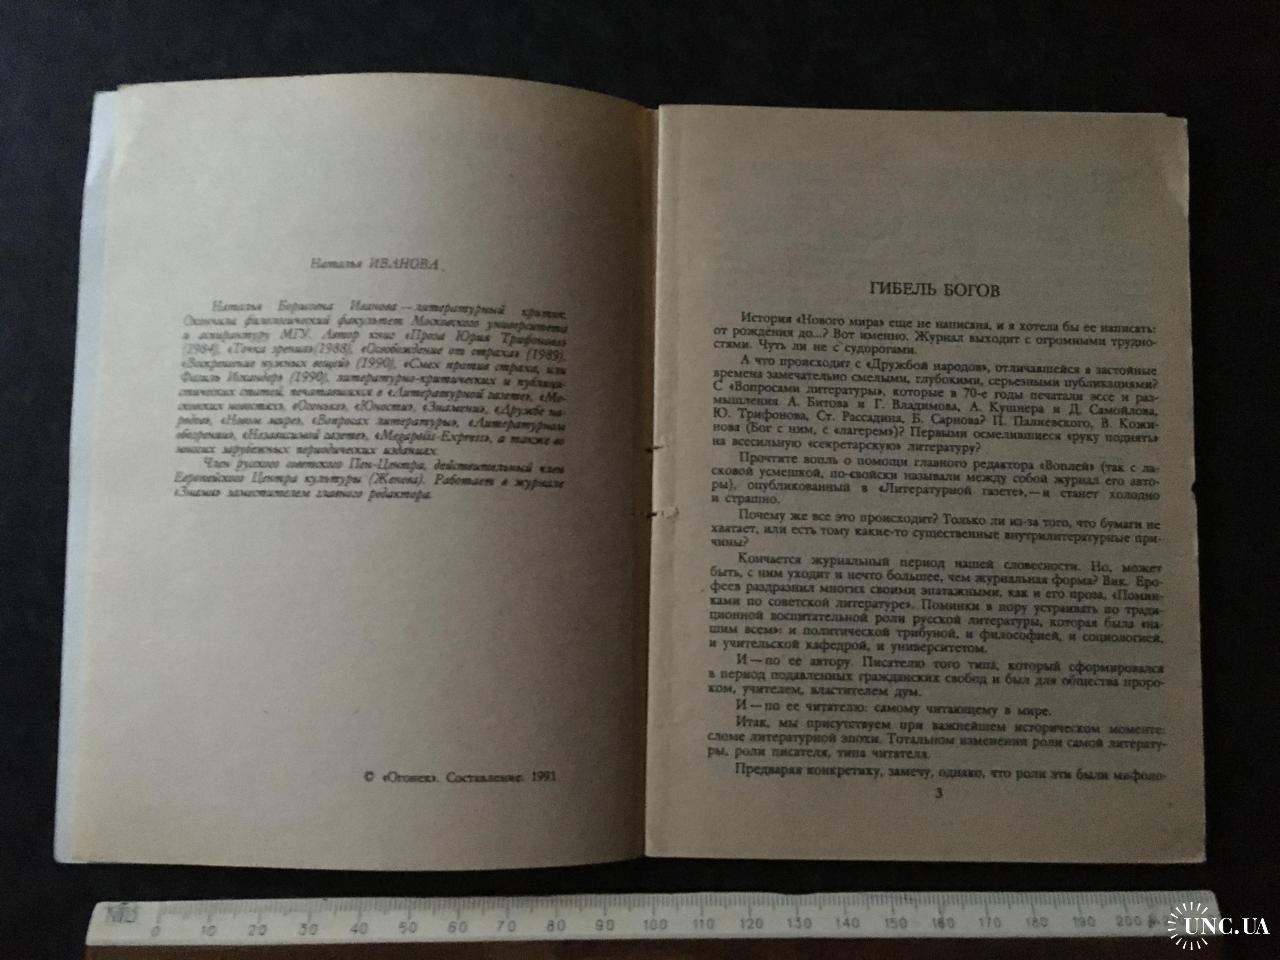 Наталья ИВАНОВА
Наталья Борисовна Иванова — литературный критик.
Окончила филологический факультет Московского университета
и аспирантуру МГУ. Автор книг «Проза Юрия Трифонова»
(1984), «Точка зрения» (1988), «Освобождение от страха» (1989),
«Воскрешение нужных вещей» (1990), «Смех против страха, или
Фазиль Искандер» (1990), литературно-критических и публици-
стических статей, печатавшихся в «Литературной газете», «Мо-
сковских новостях», «Огоньке», «Юности», «Знамени», «Дружбе на-
родов», «Новом мире», «Вопросах литературы», «Литературном
обозрении», «Независимой газете», «Megapolis-Express», а также во
многих зарубежных периодических изданиях.
Член русского советского Пен-Центра, действительный член
Европейского Центра культуры (Женева). Работает в журнале
«Знамя» заместителем главного редактора.
© «Огонек». Составление. 1991
ГИБЕЛЬ БОГОВ
История «Нового мира» еще не написана, и я хотела бы ее написать:
от рождения до...? Вот именно. Журнал выходит с огромными трудно-
стями. Чуть ли не с судорогами.
А что происходит с «Дружбой народов», отличавшейся в застойные
времена замечательно смелыми, глубокими, серьезными публикациями?
С «Вопросами литературы», которые в 70-е годы печатали эссе и раз-
мышления А. Битова и Г. Владимова, А. Кушнера и Д. Самойлова,
Ю. Трифонова, Ст. Рассадина, Б. Сарнова? П. Палиевского, В. Кожи-
нова (Бог с ним, с «лагерем»)? Первыми осмелившиеся «руку поднять»
на всесильную «секретарскую» литературу?
Прочтите вопль о помощи главного редактора «Воплей» (так с ла-
сковой усмешкой, по-свойски называли между собой журнал его авто-
ры), опубликованный в «Литературной газете», — и станет холодно
и страшно.
Почему же все это происходит? Только ли из-за того, что бумаги не
хватает, или есть тому какие-то существенные внутрилитературные при-
чины?
Кончается журнальный период нашей словесности. Но, может
быть, с ним уходит и нечто большее, чем журнальная форма? Вик. Еро-
феев раздразнил многих своими эпатажными, как и его проза, «Помин-
ками по советской литературе». Поминки в пору устраивать по тради-
ционной воспитательной роли русской литературы, которая была «на-
шим всем»: и политической трибуной, и философией, и социологией,
и учительской кафедрой, и университетом.
И — по ее автору. Писателю того типа, который сформировался
в период подавленных гражданских свобод и был для общества проро-
ком, учителем, властителем дум.
И — по ее читателю: самому читающему в мире.
Итак, мы присутствуем при важнейшем историческом моменте:
сломе литературной эпохи. Тотальном изменении роли самой литерату-
ры, роли писателя, типа читателя.
Предваряя конкретику, замечу, однако, что роли эти были мифоло-
3
0 10 20 30 40 50 60 70 80 90 100 110 120 130 140 150 160 170 180 190 200
UNC.UA